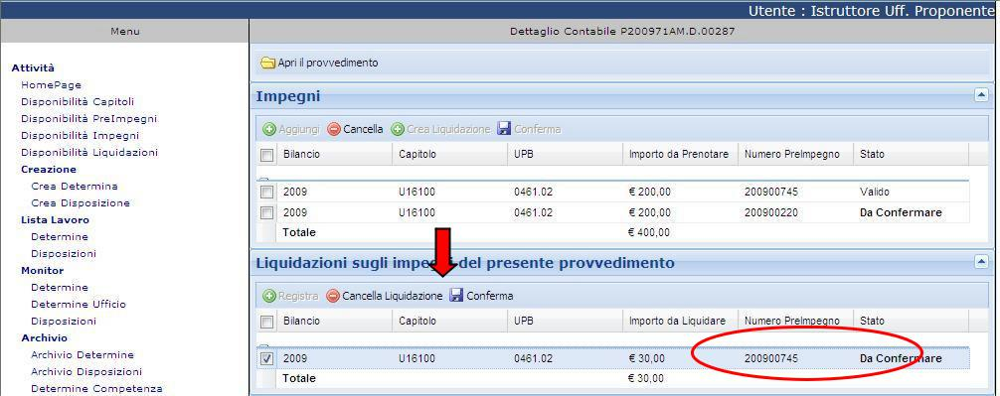 Utente : Istruttore Uff. Proponente
Menu
Dettaglio Contabile P200971AM.D.00287
Attività
HomePage
Disponibilità Capitoli
Disponibilità PreImpegni
Disponibilità Impegni
Disponibilità Liquidazioni
Creazione
Crea Determina
Crea Disposizione
Lista Lavoro
Determine
Disposizioni
Monitor
Determine
Determine Ufficio
Disposizioni
Archivio
Archivio Determine
Archivio Disposizioni
Determine Competenza
Apri il provvedimento
Impegni
Aggiungi Cancella Crea Liquidazione Conferma
Bilancio Capitolo UPB Importo da Prenotare Numero PreImpegno Stato
2009 U16100 0461.02 € 200,00 200900745 Valido
2009 U16100 0461.02 € 200,00 200900220 Da Confermare
Totale € 400,00
Liquidazioni sugli impegni del presente provvedimento
Registra Cancella Liquidazione Conferma
Bilancio Capitolo UPB Importo da Liquidare Numero PreImpegno Stato
2009 U16100 0461.02 € 30,00 200900745 Da Confermare
Totale € 30,00